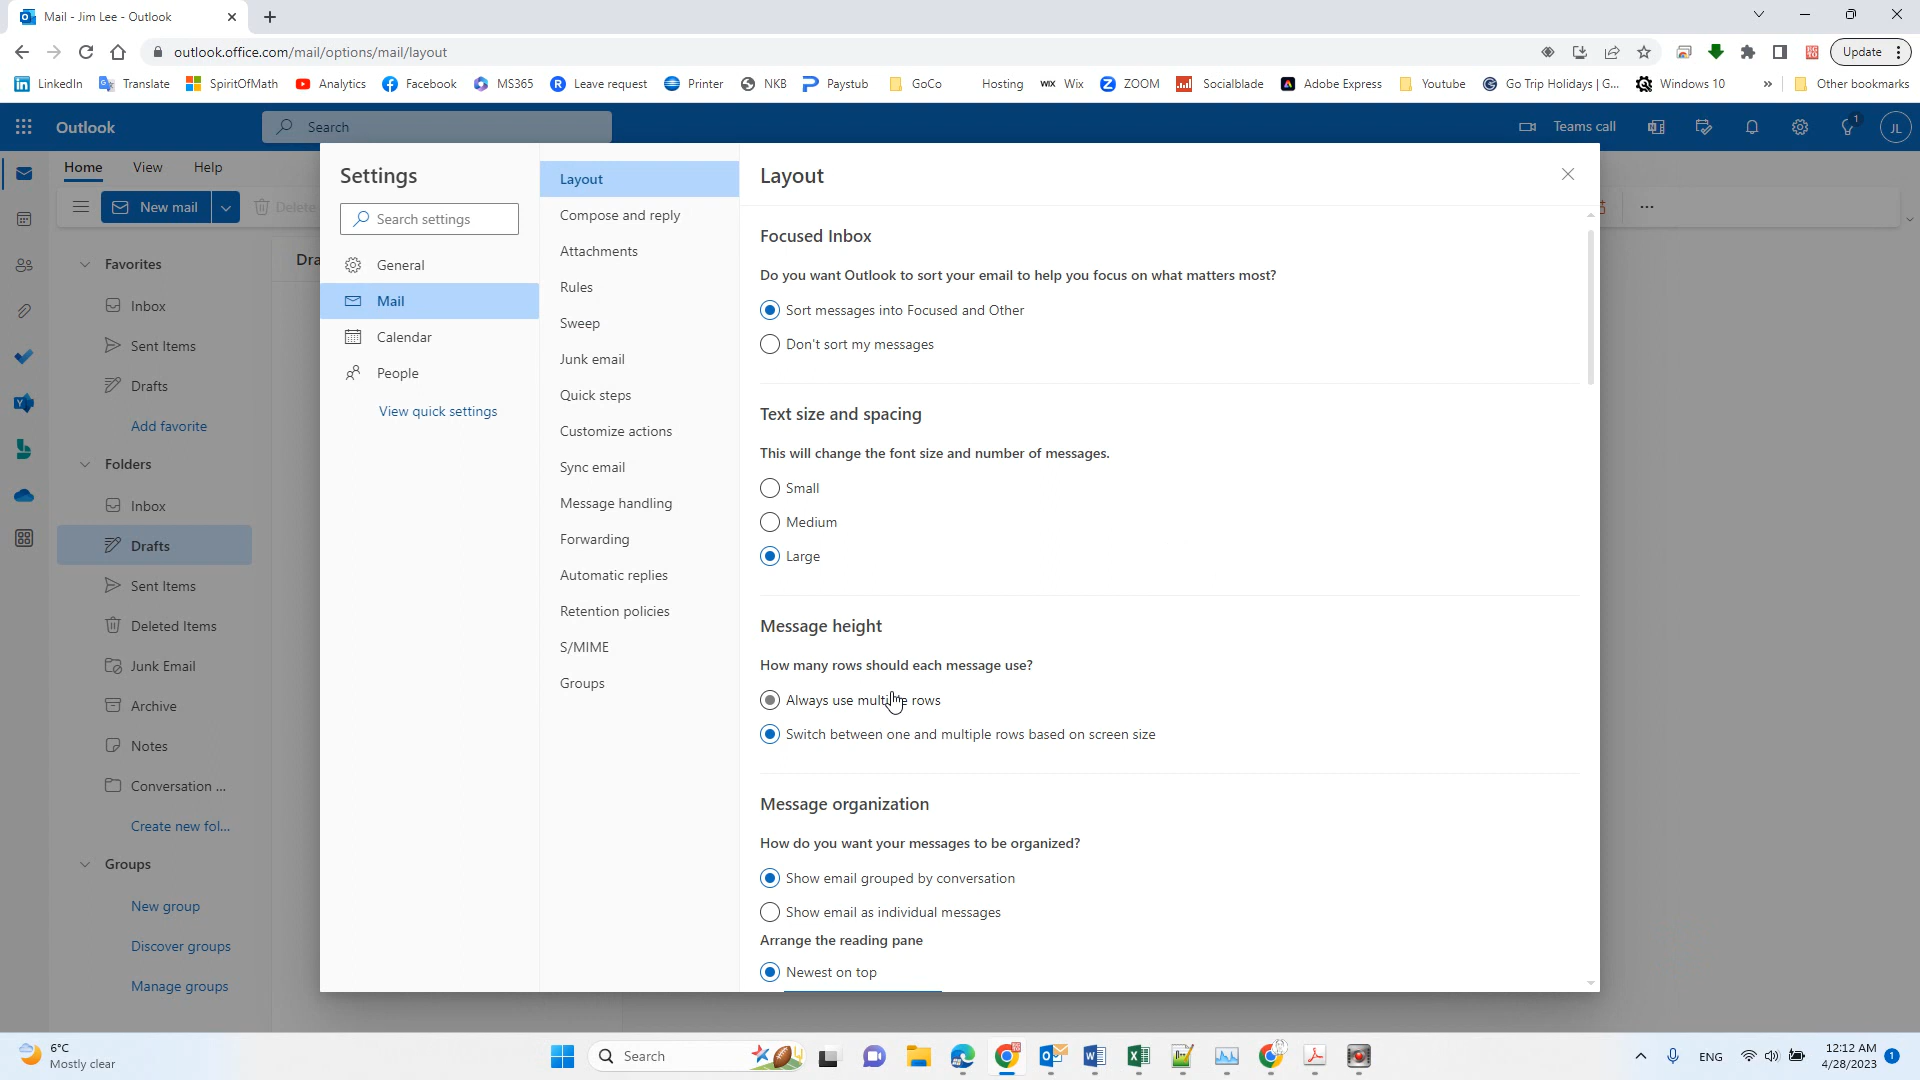 Mail - Jim Lee - Outlook
outlook.office.com/mail/options/mail/layout
Update
LinkedIn Translate SpiritOfMath Analytics Facebook MS365 Leave request Printer NKB Paystub GoCo Hosting Wix ZOOM Socialblade Adobe Express Youtube Go Trip Holidays | G... Windows 10 » Other bookmarks
Outlook
Search
Teams call
1
JL
Home View Help
New mail
Delete
Favorites
Inbox
Sent Items
Drafts
Add favorite
Folders
Inbox
Drafts
Sent Items
Deleted Items
Junk Email
Archive
Notes
Conversation ...
Create new fol...
Groups
New group
Discover groups
Manage groups
Dra
Settings
Search settings
General
Mail
Calendar
People
View quick settings
Layout
Compose and reply
Attachments
Rules
Sweep
Junk email
Quick steps
Customize actions
Sync email
Message handling
Forwarding
Automatic replies
Retention policies
S/MIME
Groups
Layout
Focused Inbox
Do you want Outlook to sort your email to help you focus on what matters most?
Sort messages into Focused and Other
Don't sort my messages
Text size and spacing
This will change the font size and number of messages.
Small
Medium
Large
Message height
How many rows should each message use?
Always use multiple rows
Switch between one and multiple rows based on screen size
Message organization
How do you want your messages to be organized?
Show email grouped by conversation
Show email as individual messages
Arrange the reading pane
Newest on top
6°C
Mostly clear
Search
ENG
12:12 AM
4/28/2023
1